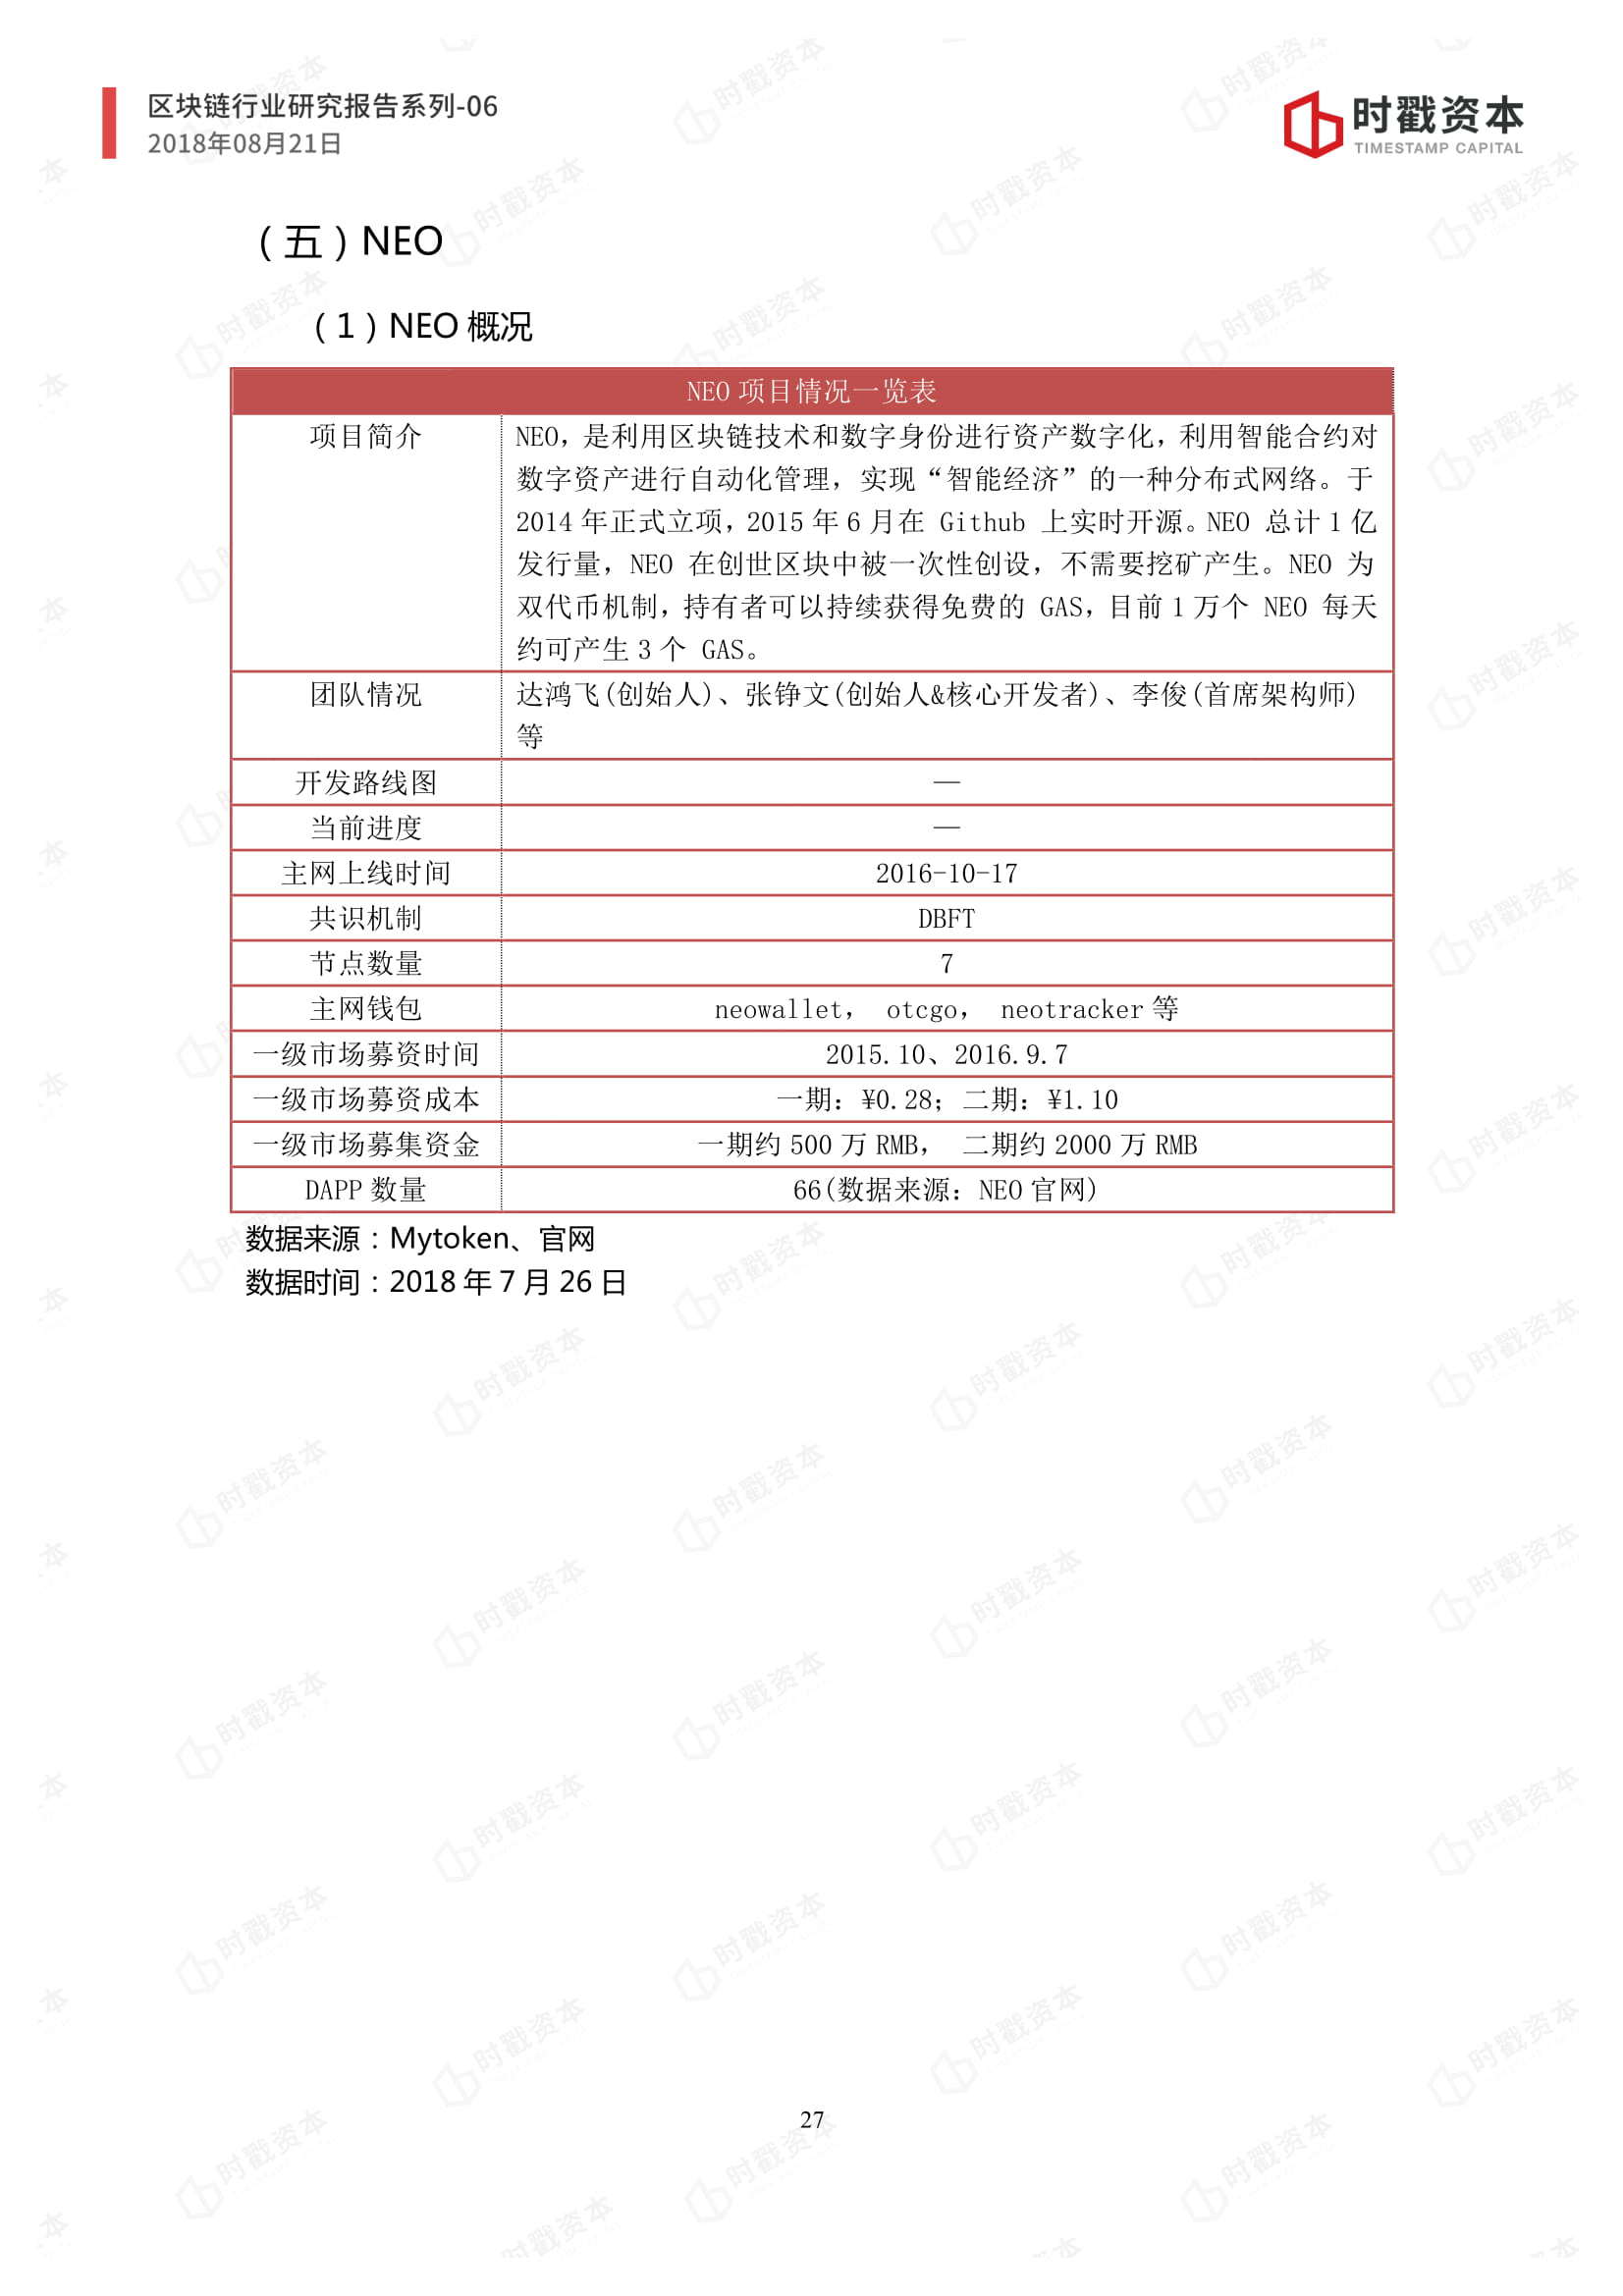 区块链行业研究报告系列-06
2018年08月21日
时戳资本
TIMESTAMP CAPITAL
（五）NEO
（1）NEO 概况
NEO 项目情况一览表
项目简介
NEO，是利用区块链技术和数字身份进行资产数字化，利用智能合约对
数字资产进行自动化管理，实现“智能经济”的一种分布式网络。于
2014 年正式立项，2015 年 6 月在 Github 上实时开源。NEO 总计 1 亿
发行量，NEO 在创世区块中被一次性创设，不需要挖矿产生。NEO 为
双代币机制，持有者可以持续获得免费的 GAS，目前 1 万个 NEO 每天
约可产生 3 个 GAS。
团队情况
达鸿飞(创始人)、张铮文(创始人&核心开发者)、李俊(首席架构师)
等
开发路线图 —
当前进度 —
主网上线时间 2016-10-17
共识机制 DBFT
节点数量 7
主网钱包 neowallet， otcgo， neotracker 等
一级市场募资时间 2015.10、2016.9.7
一级市场募资成本 一期：¥0.28；二期：¥1.10
一级市场募集资金 一期约 500 万 RMB， 二期约 2000 万 RMB
DAPP 数量 66(数据来源：NEO 官网)
数据来源：Mytoken、官网
数据时间：2018 年 7 月 26 日
27